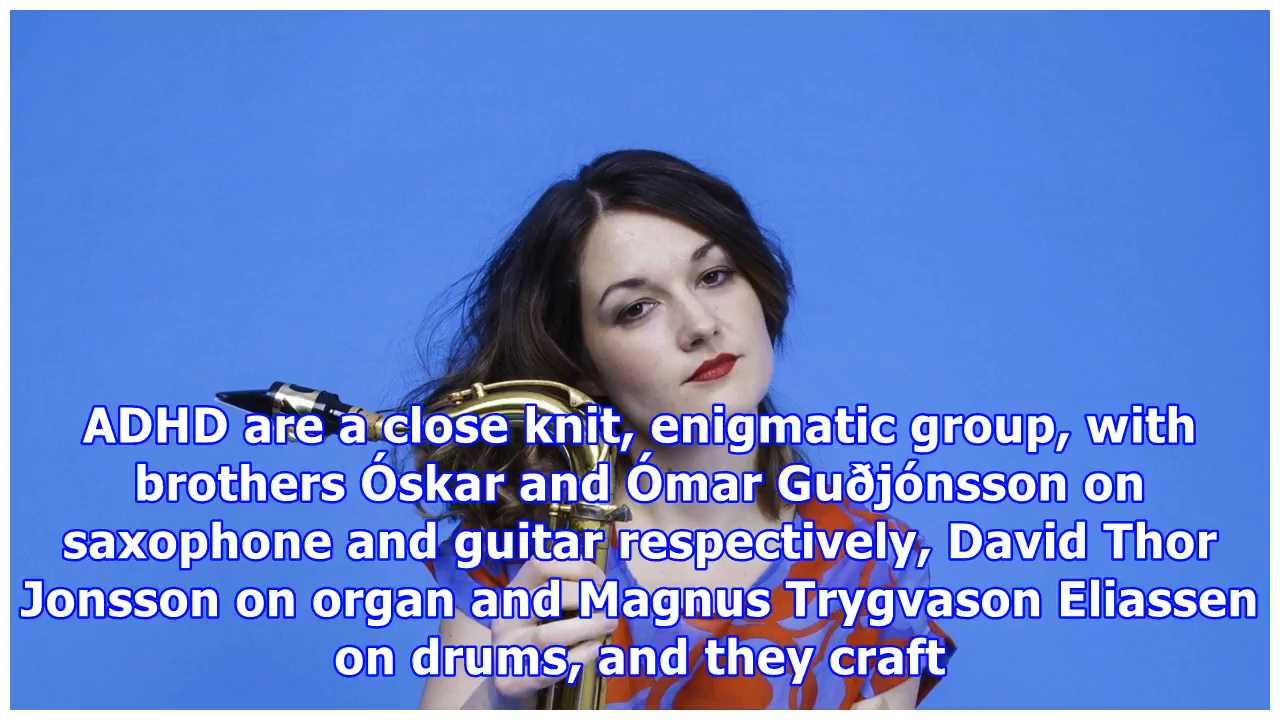 ADHD are a close knit, enigmatic group, with
brothers Óskar and Ómar Guðjónsson on
saxophone and guitar respectively, David Thor
Jonsson on organ and Magnus Trygvason Eliassen
on drums, and they craft